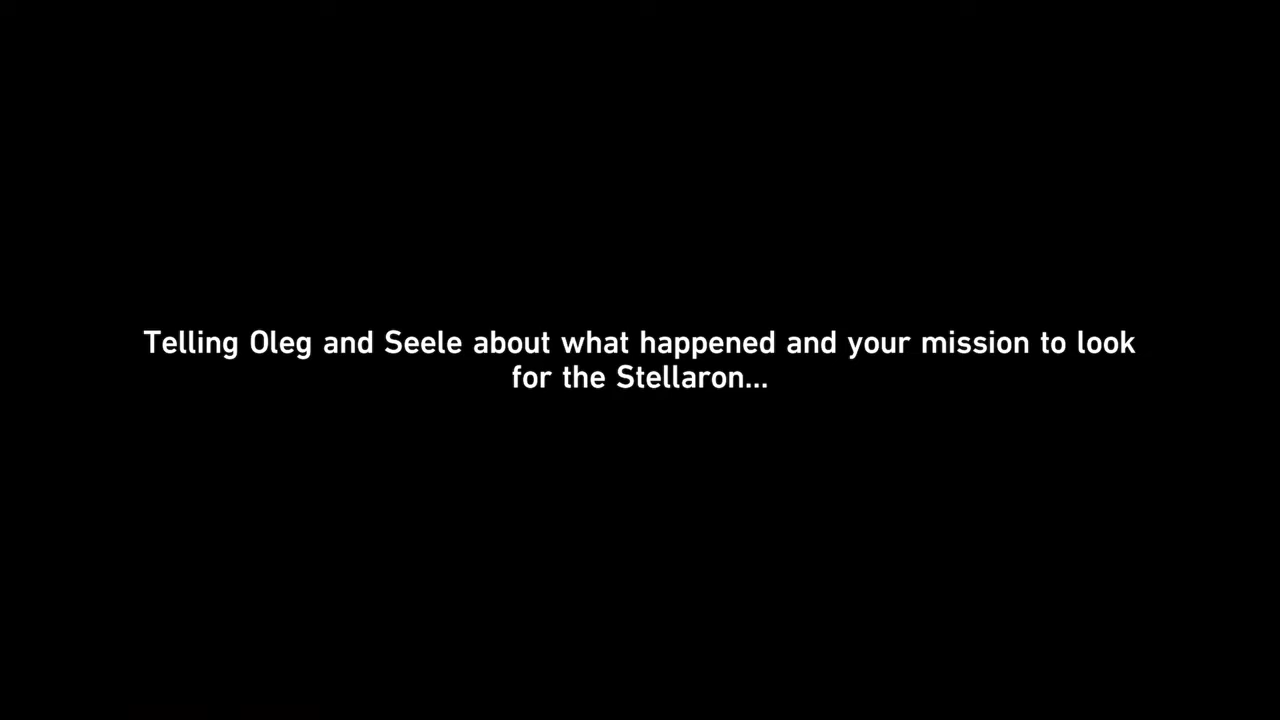 Telling Oleg and Seele about what happened and your mission to look
for the Stellaron...